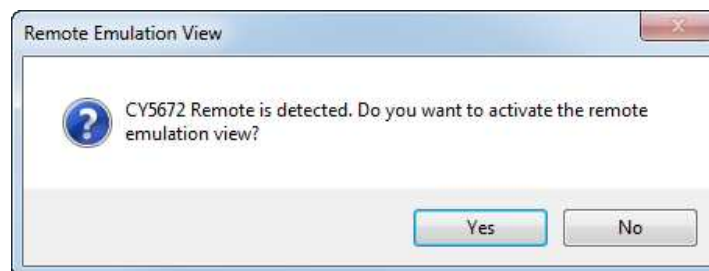 Remote Emulation View
CY5672 Remote is detected. Do you want to activate the remote
emulation view?
Yes
No